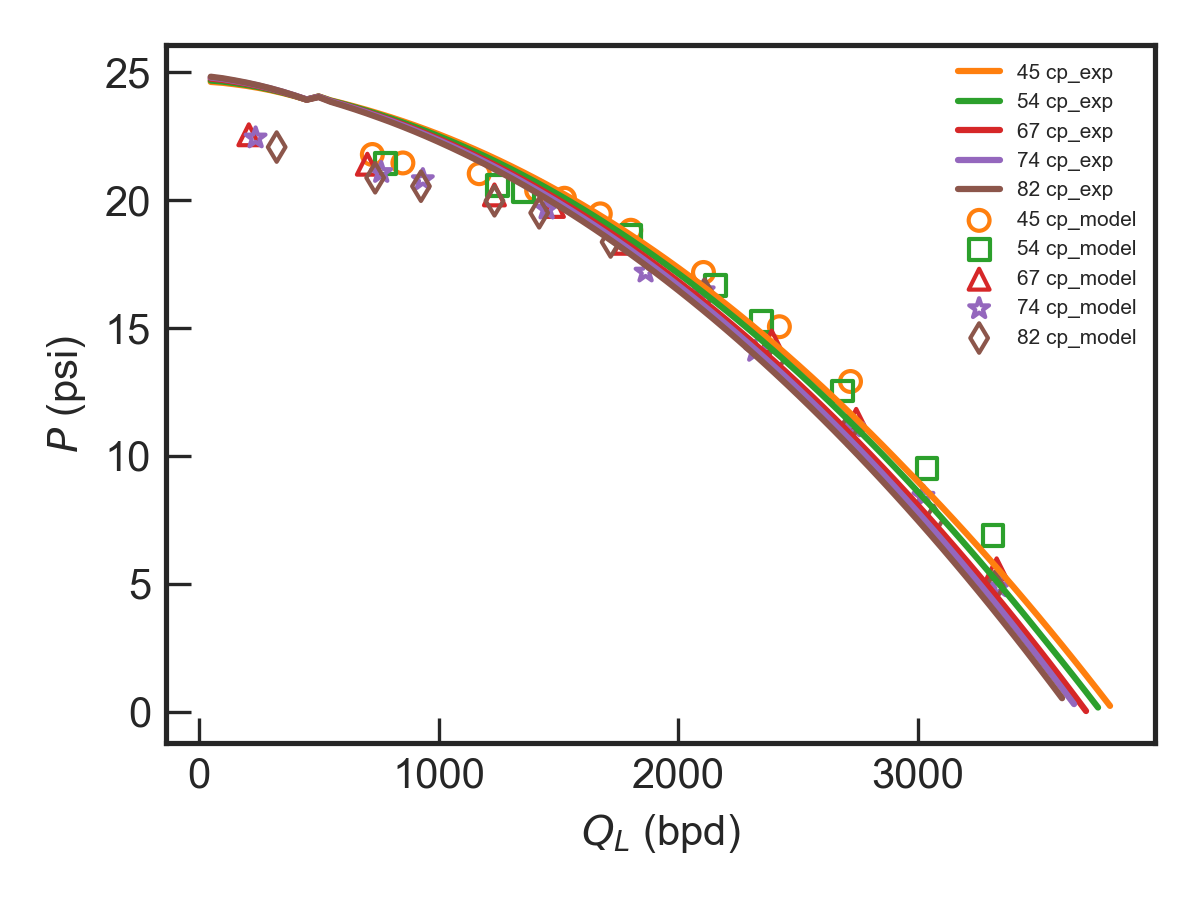 25
20
15
10
5
0
P (psi)
0
1000
2000
3000
Q_L (bpd)
45 cp_exp
54 cp_exp
67 cp_exp
74 cp_exp
82 cp_exp
45 cp_model
54 cp_model
67 cp_model
74 cp_model
82 cp_model